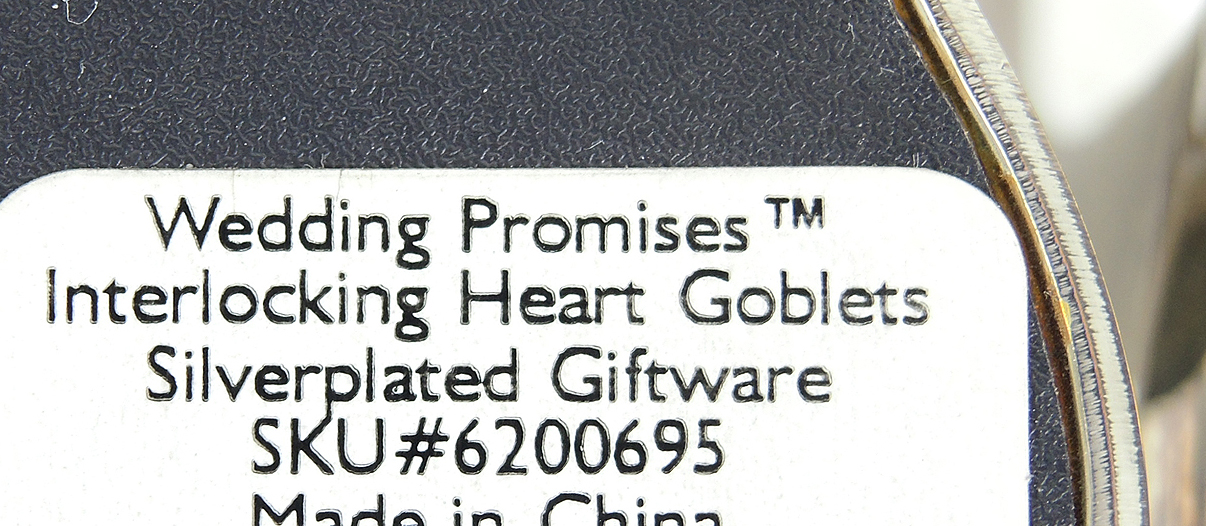 Wedding Promises™
Interlocking Heart Goblets
Silverplated Giftware
SKU#6200695
Made in China